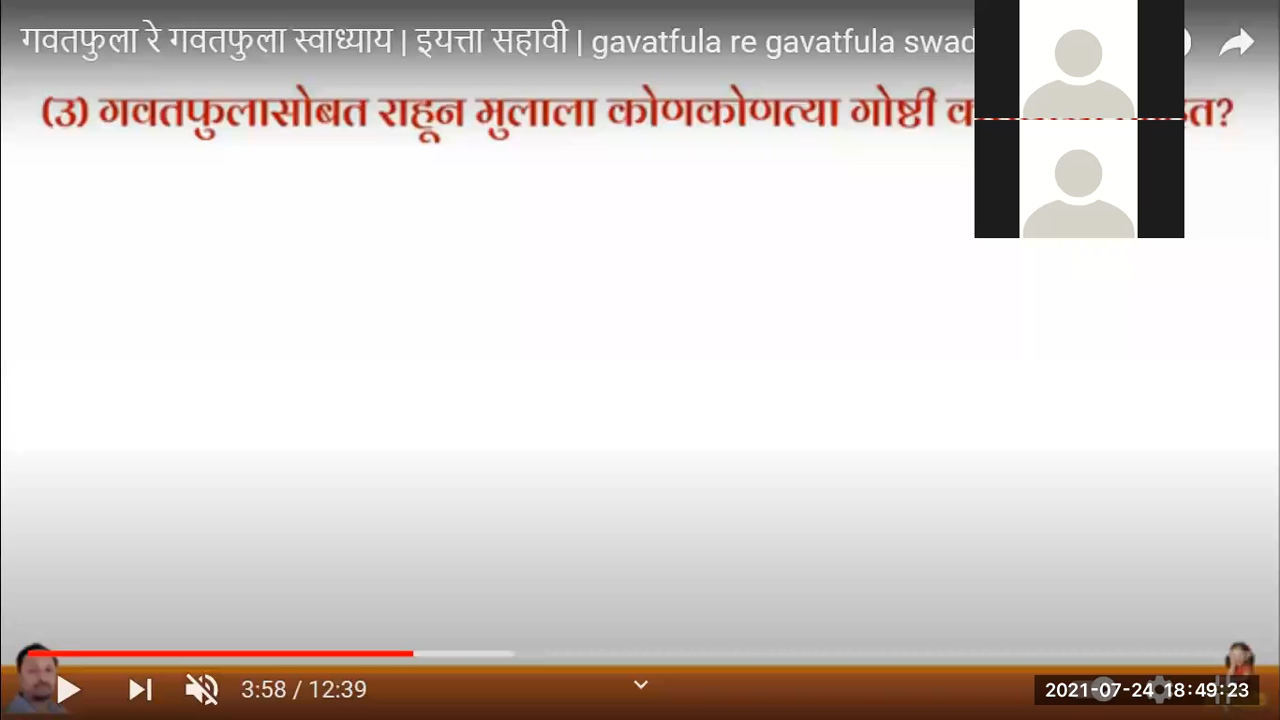 गवतफुला रे गवतफुला स्वाध्याय | इयत्ता सहावी | gavatfula re gavatfula
(उ) गवतफुलासोबत राहून मुलाला कोणकोणत्या गोष्टी
3:58 / 12:39
2021-07-24 18:49:23